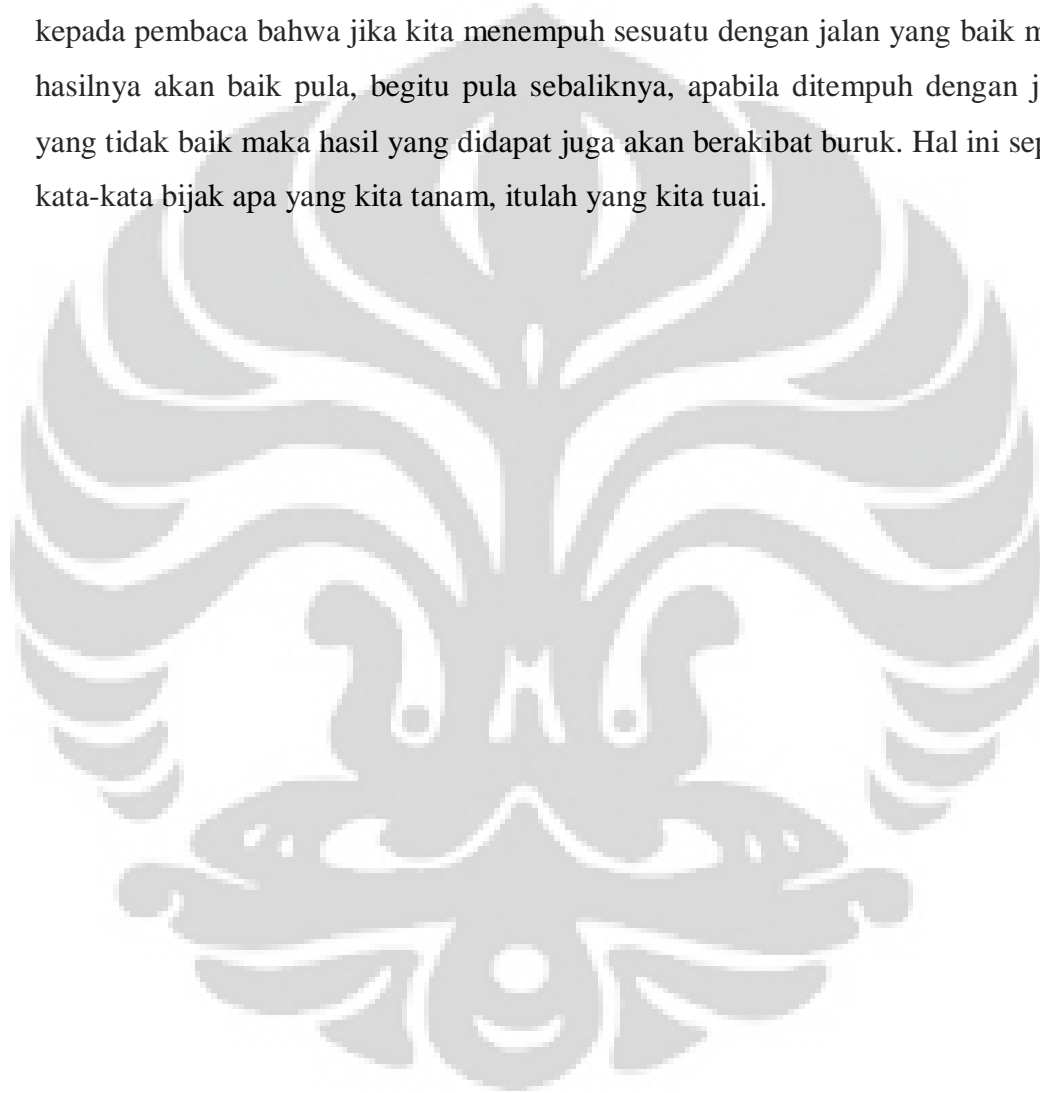 kepada pembaca bahwa jika kita menempuh sesuatu dengan jalan yang baik m
hasilnya akan baik pula, begitu pula sebaliknya, apabila ditempuh dengan j
yang tidak baik maka hasil yang didapat juga akan berakibat buruk. Hal ini sep
kata-kata bijak apa yang kita tanam, itulah yang kita tuai.